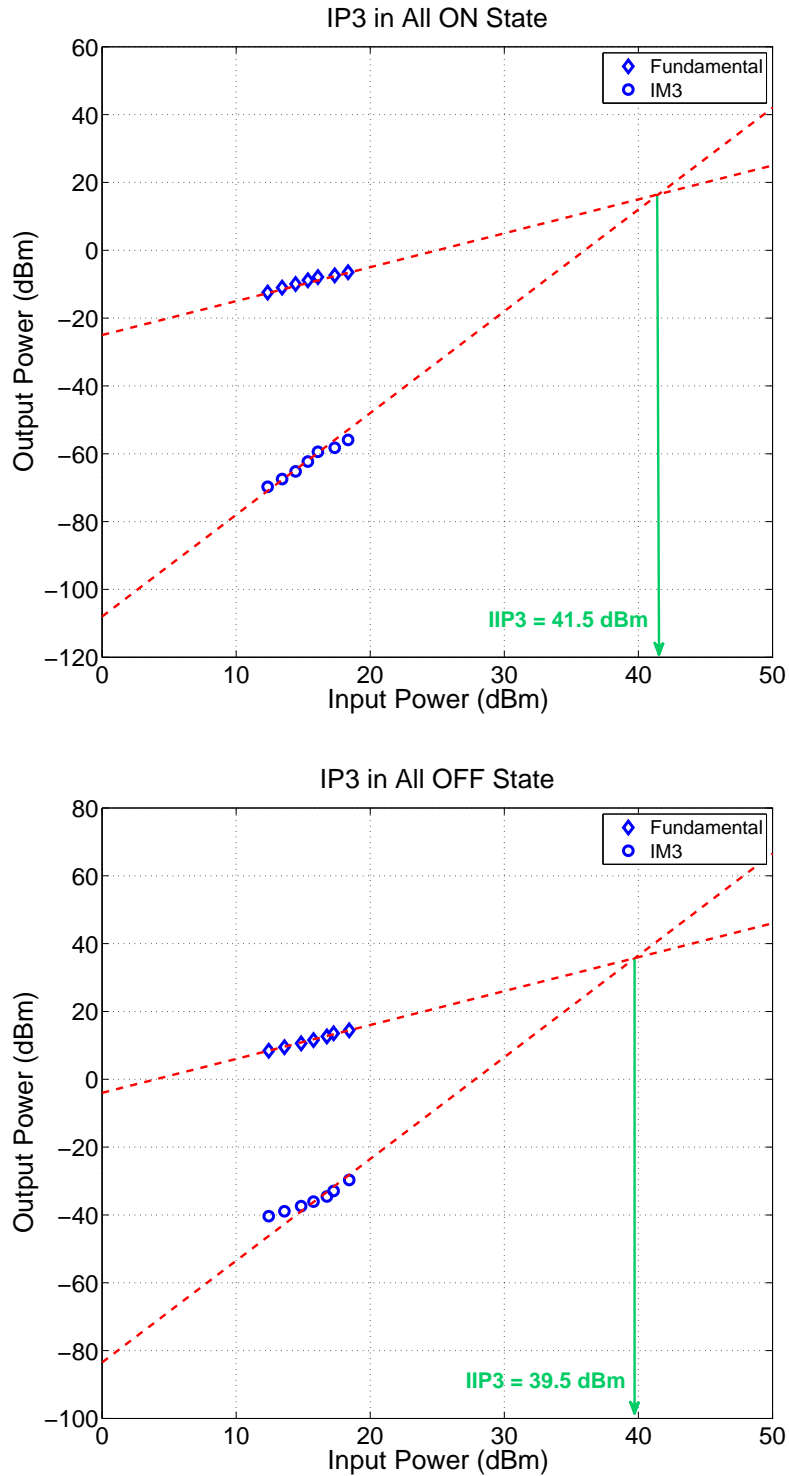 IP3 in All ON State
60
40
20
0
−20
−40
−60
−80
−100
−120
Output Power (dBm)
Fundamental
IM3
IIP3 = 41.5 dBm
0 10 20 30 40 50
Input Power (dBm)
IP3 in All OFF State
80
60
40
20
0
−20
−40
−60
−80
−100
Output Power (dBm)
Fundamental
IM3
IIP3 = 39.5 dBm
0 10 20 30 40 50
Input Power (dBm)